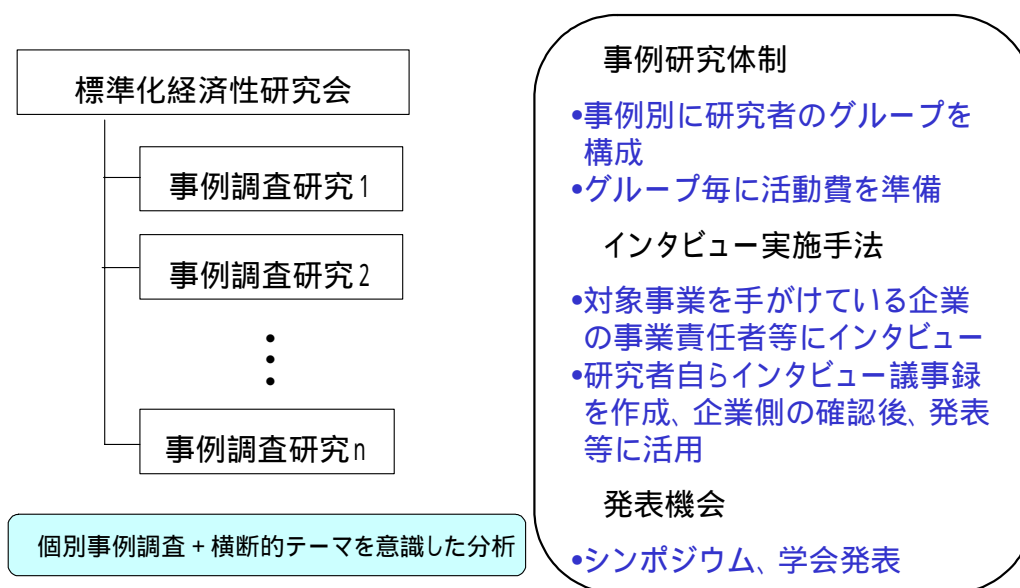 標準化経済性研究会
事例調査研究1
事例調査研究2
事例調査研究n
個別事例調査+横断的テーマを意識した分析
事例研究体制
•事例別に研究者のグループを
構成
•グループ毎に活動費を準備
インタビュー実施手法
•対象事業を手がけている企業
の事業責任者等にインタビュー
•研究者自らインタビュー議事録
を作成、企業側の確認後、発表
等に活用
発表機会
•シンポジウム、学会発表